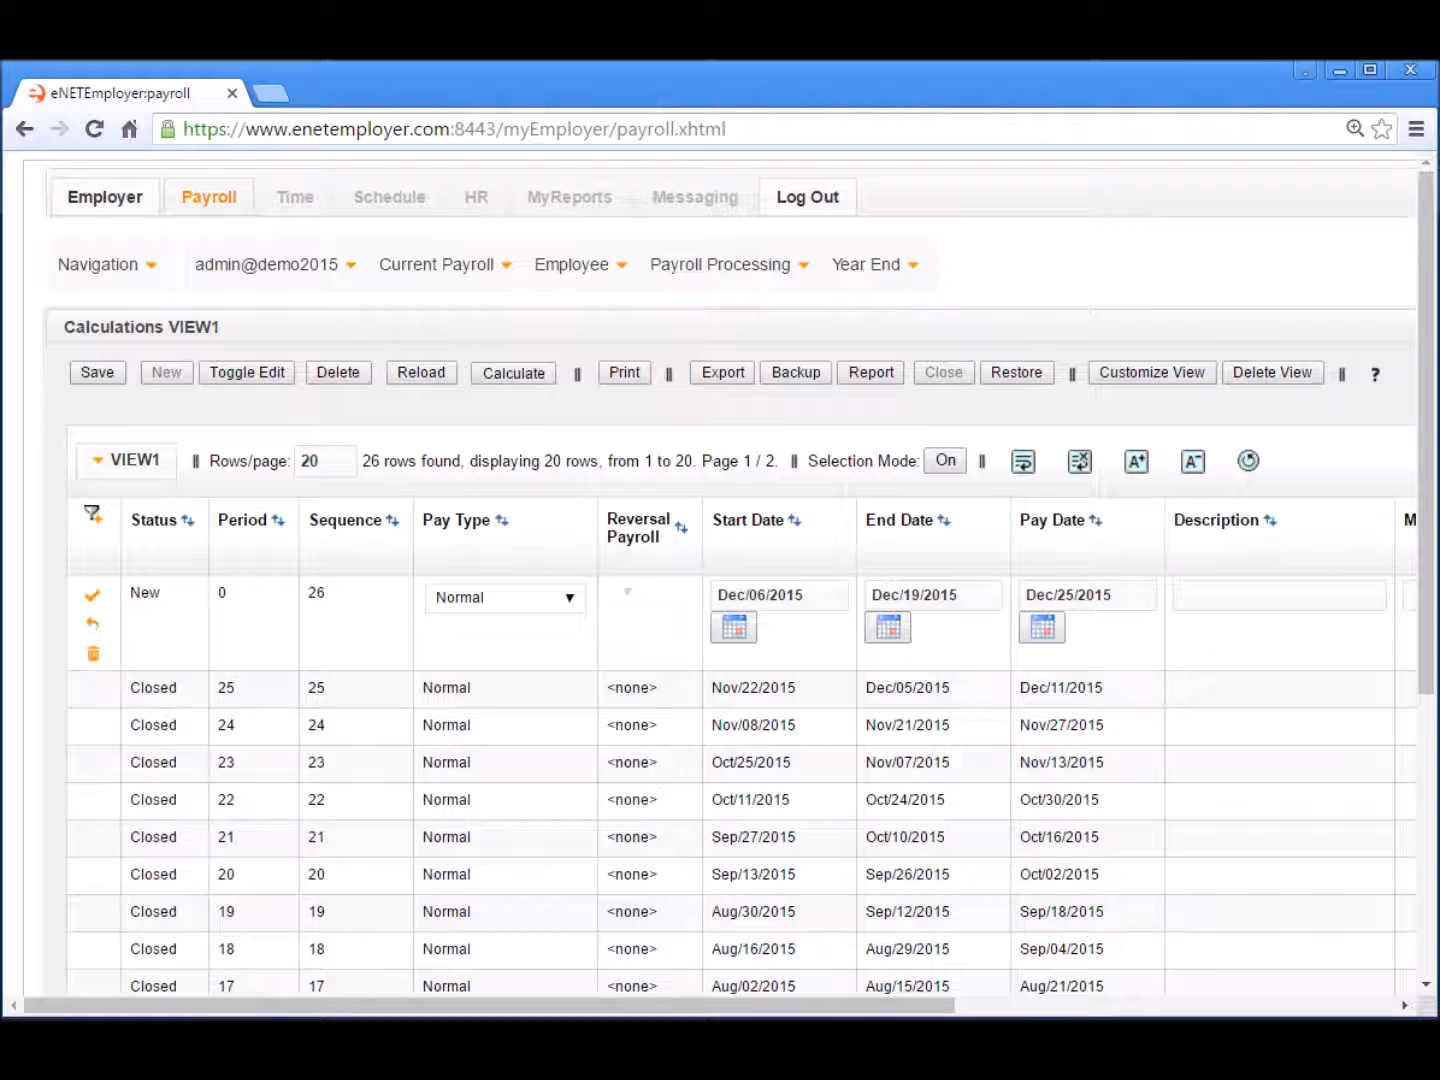 eNETEmployer:payroll
https://www.enetemployer.com:8443/myEmployer/payroll.xhtml
Employer Payroll Time Schedule HR MyReports Messaging Log Out
Navigation admin@demo2015 Current Payroll Employee Payroll Processing Year End
Calculations VIEW1
Save New Toggle Edit Delete Reload Calculate || Print || Export Backup Report Close Restore || Customize View Delete View || ?
VIEW1 || Rows/page: 20 26 rows found, displaying 20 rows, from 1 to 20. Page 1 / 2. || Selection Mode: On || A+ A-
Status Period Sequence Pay Type Reversal Payroll Start Date End Date Pay Date Description M
New 0 26 Normal Dec/06/2015 Dec/19/2015 Dec/25/2015
Closed 25 25 Normal <none> Nov/22/2015 Dec/05/2015 Dec/11/2015
Closed 24 24 Normal <none> Nov/08/2015 Nov/21/2015 Nov/27/2015
Closed 23 23 Normal <none> Oct/25/2015 Nov/07/2015 Nov/13/2015
Closed 22 22 Normal <none> Oct/11/2015 Oct/24/2015 Oct/30/2015
Closed 21 21 Normal <none> Sep/27/2015 Oct/10/2015 Oct/16/2015
Closed 20 20 Normal <none> Sep/13/2015 Sep/26/2015 Oct/02/2015
Closed 19 19 Normal <none> Aug/30/2015 Sep/12/2015 Sep/18/2015
Closed 18 18 Normal <none> Aug/16/2015 Aug/29/2015 Sep/04/2015
Closed 17 17 Normal <none> Aug/02/2015 Aug/15/2015 Aug/21/2015